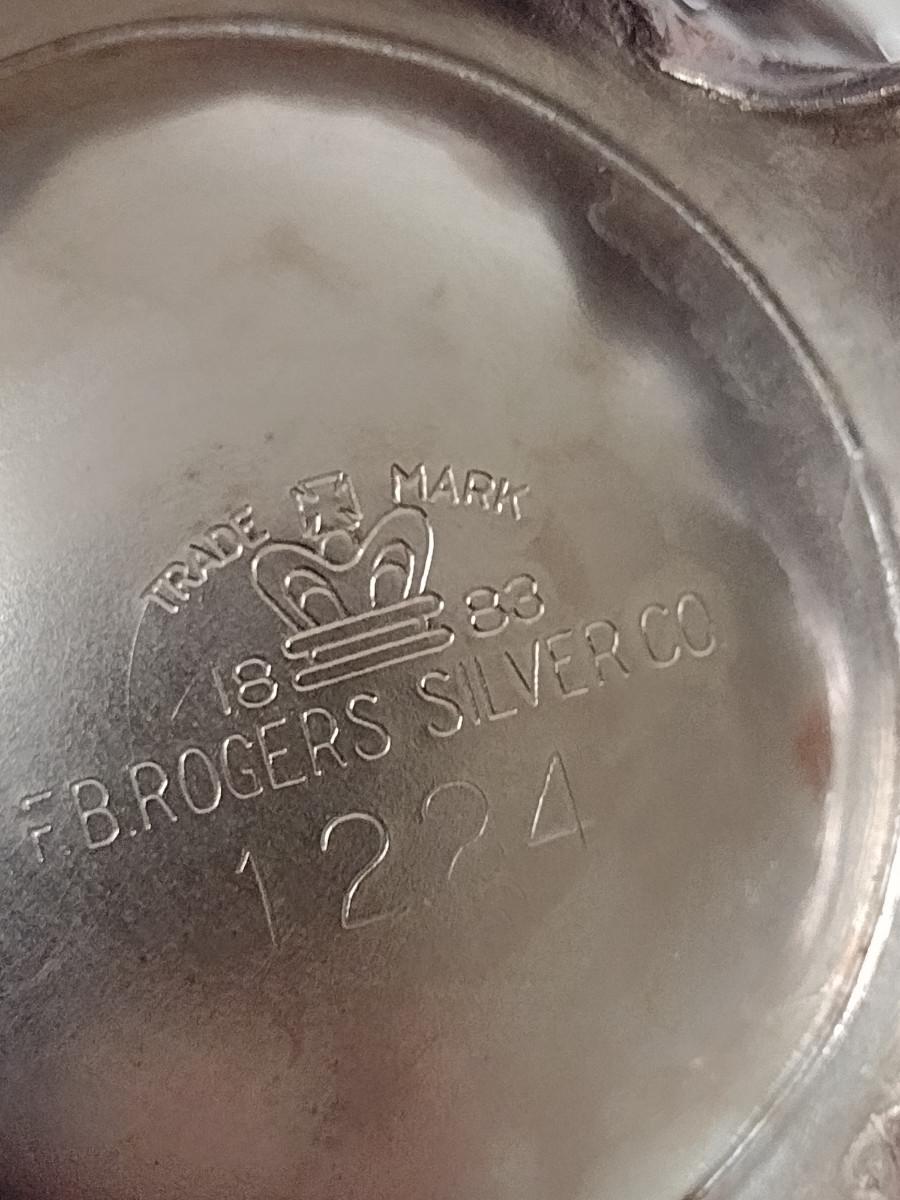 TRADE MARK
18 83
F.B.ROGERS SILVER CO.
1224